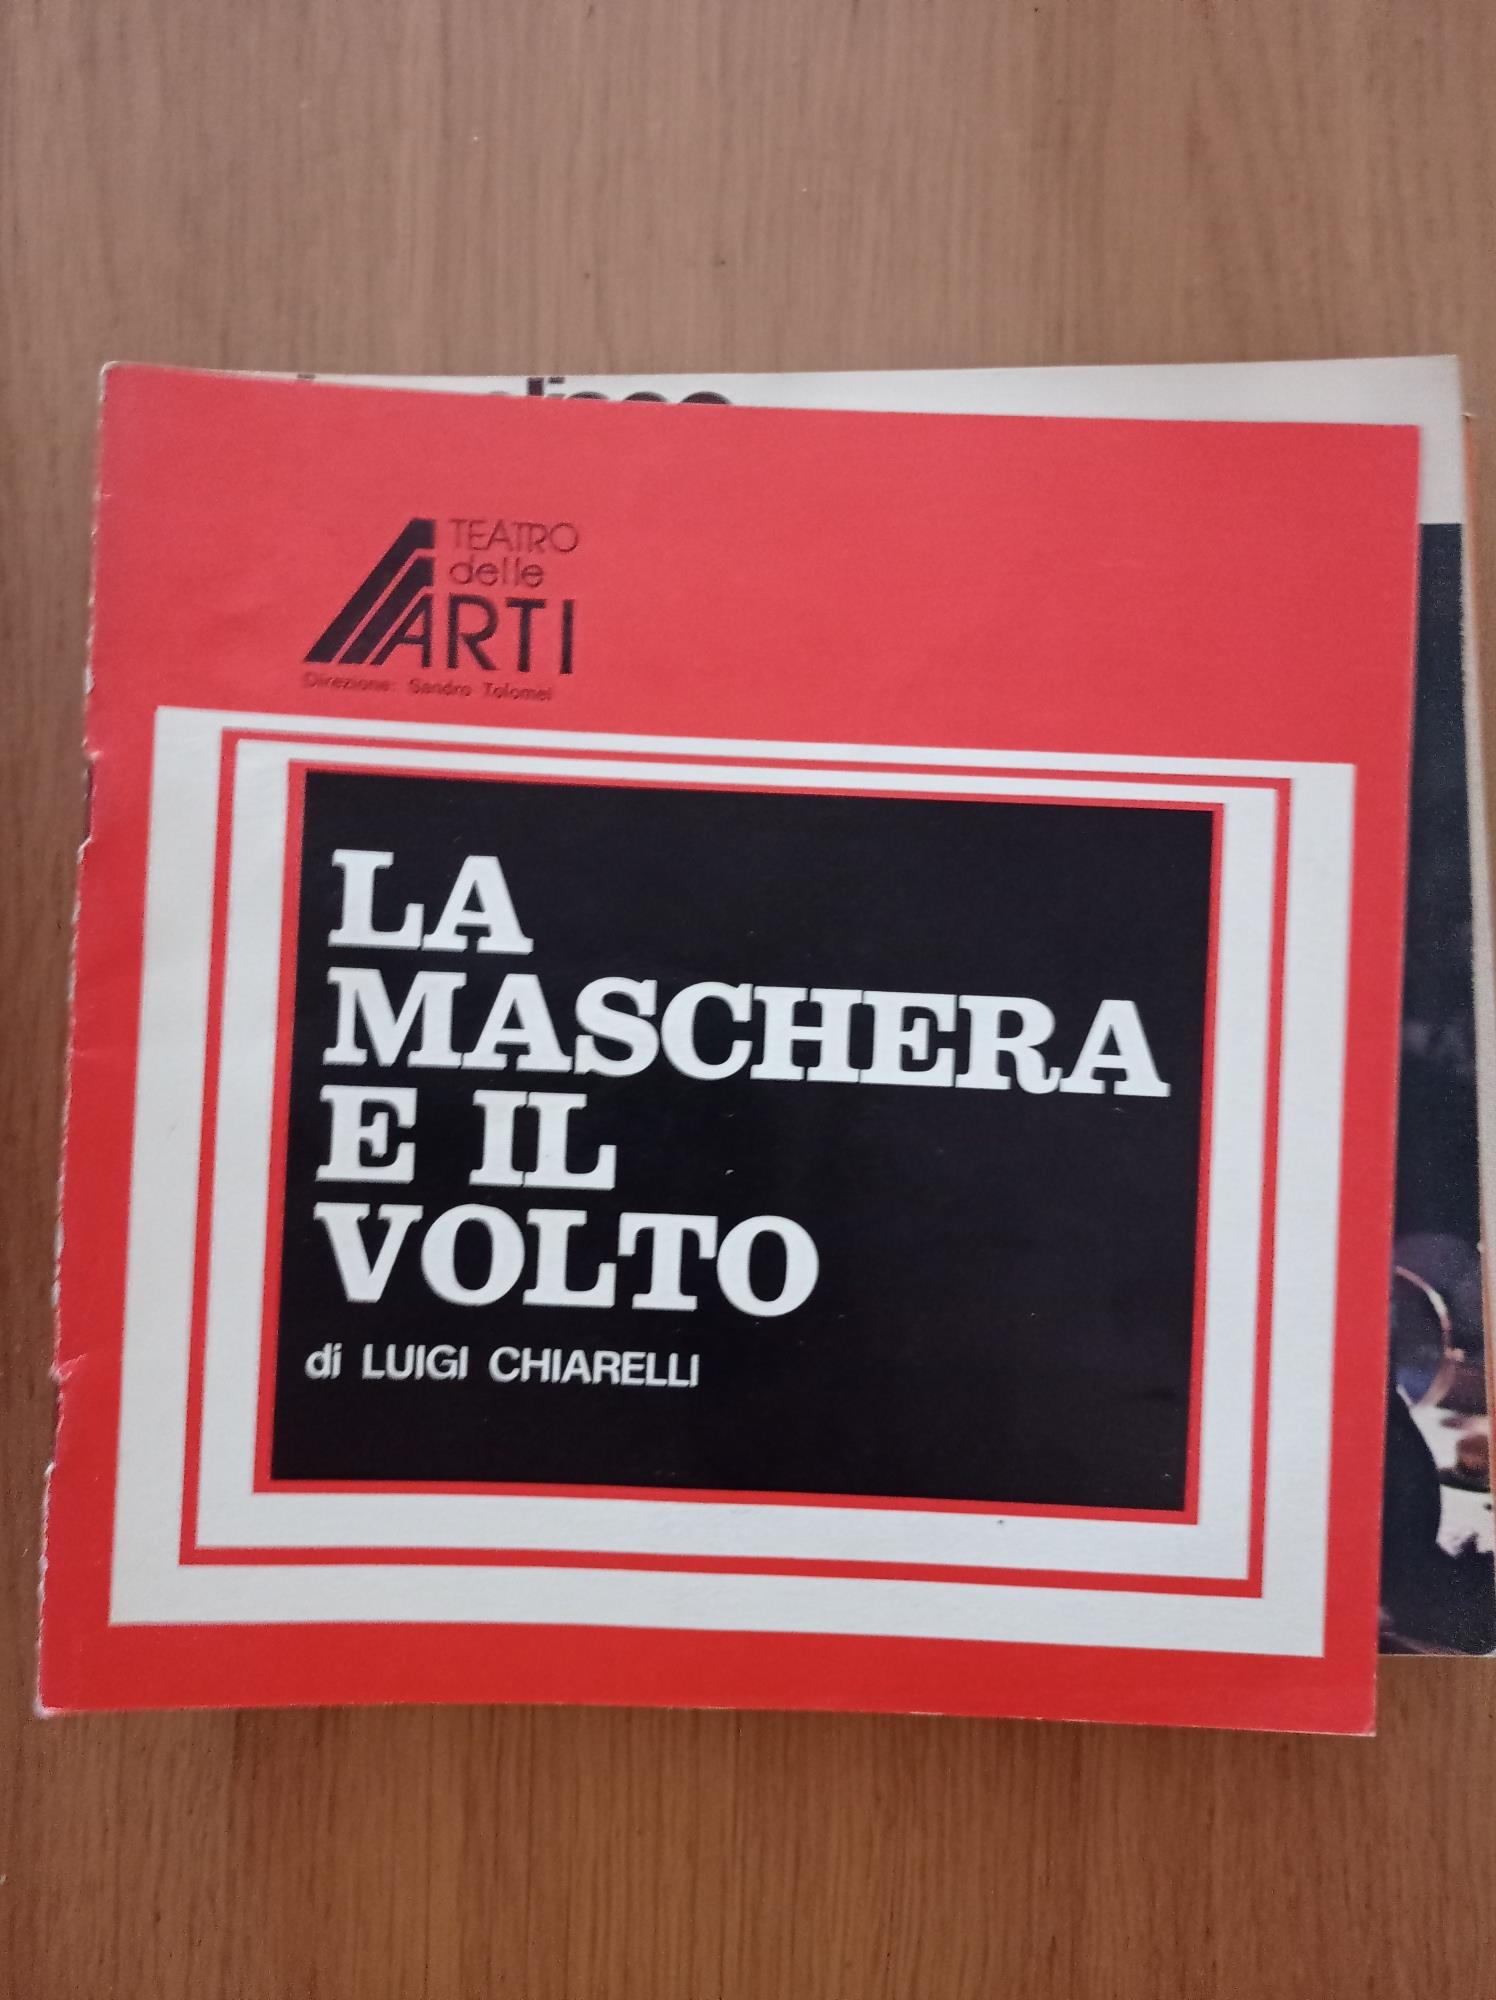 TEATRO
delle
ARTI
Direzione: Sandro Tolomei
LA
MASCHERA
E IL
VOLTO
di LUIGI CHIARELLI